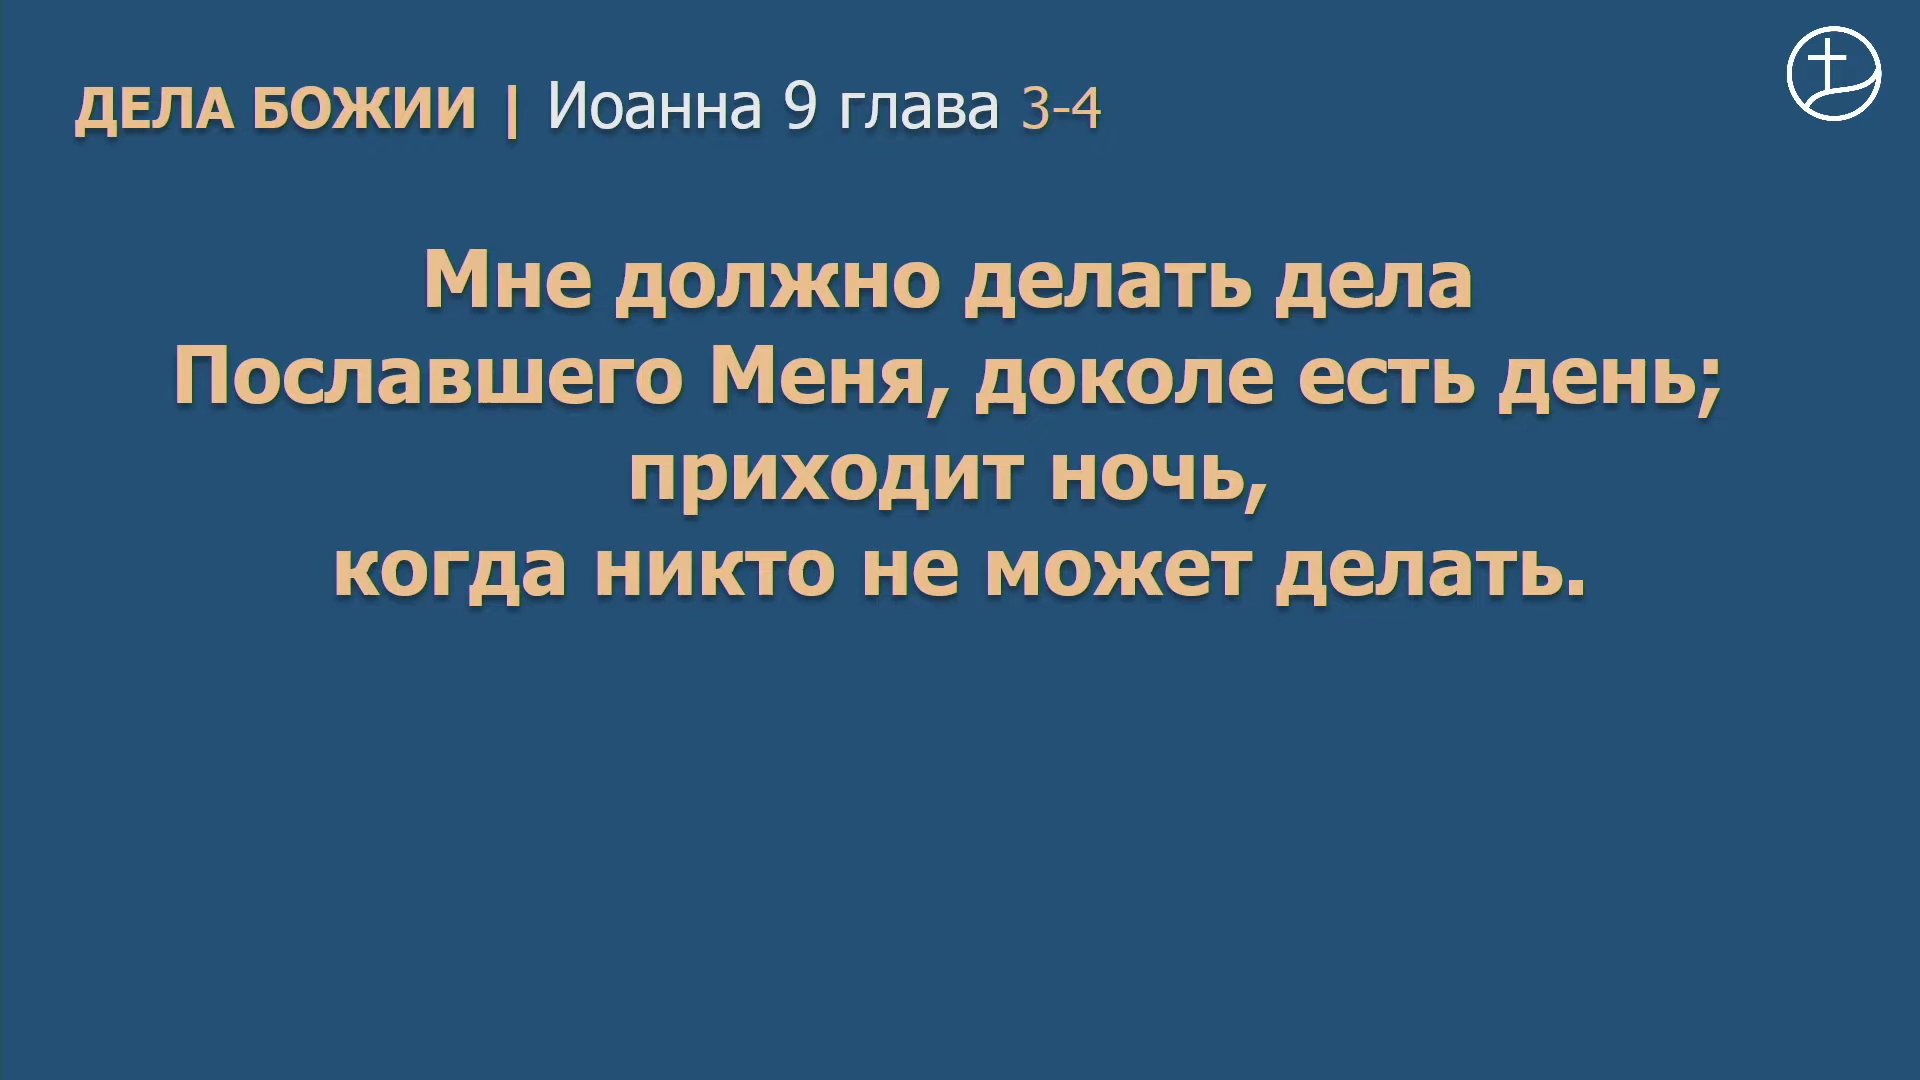 ДЕЛА БОЖИИ | Иоанна 9 глава 3-4
Мне должно делать дела
Пославшего Меня, доколе есть день;
приходит ночь,
когда никто не может делать.